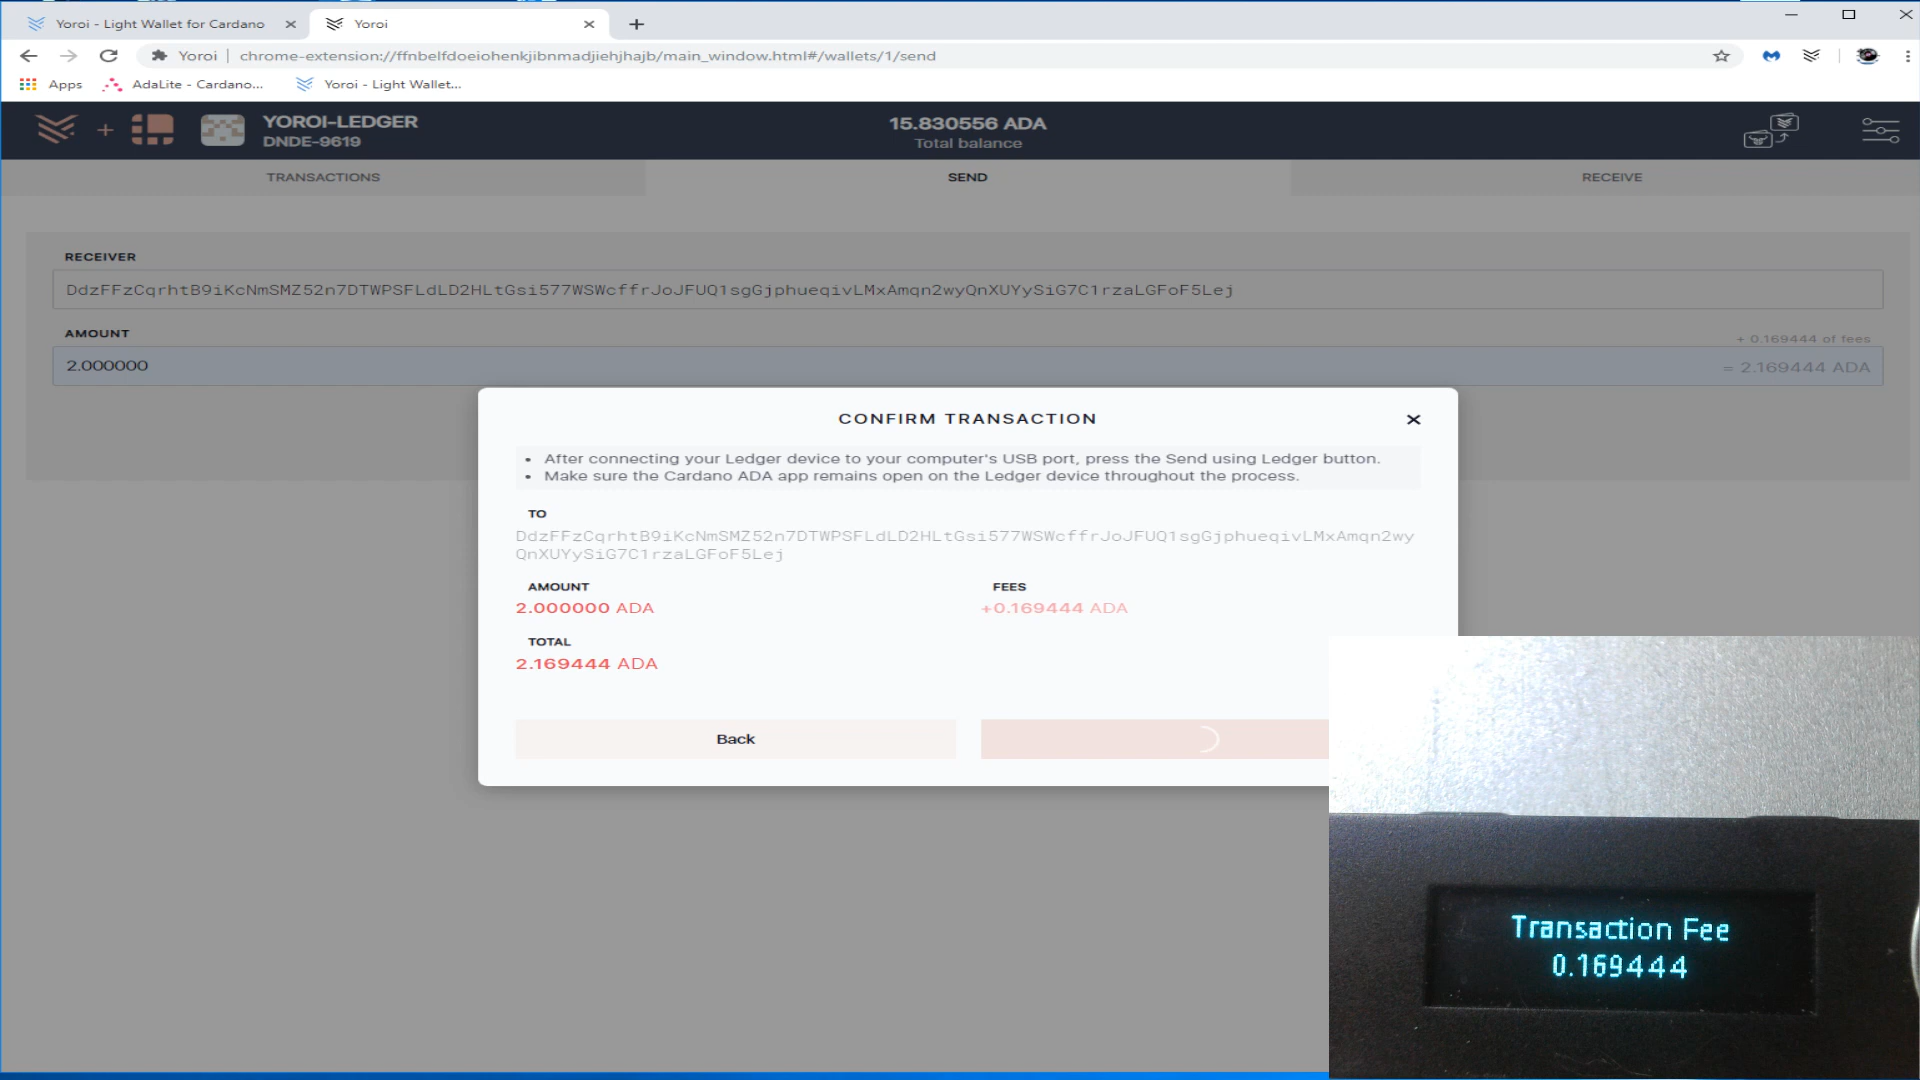 Yoroi - Light Wallet for Cardano
Yoroi
Yoroi
chrome-extension://ffnbelfdoeiohenkjibnmadjiehjhajb/main_window.html#/wallets/1/send
Apps
AdaLite - Cardano...
Yoroi - Light Wallet...
YOROI-LEDGER
DNDE-9619
15.830556 ADA
Total balance
TRANSACTIONS
SEND
RECEIVE
RECEIVER
DdzFFzCqrhtB9iKcNmSMZ52n7DTWPSFLdLD2HLtGsi577WSWcffrJoJFUQ1sgGjphueqivLMxAmqn2wyQnXUYySiG7C1rzaLGFoF5Lej
AMOUNT
+ 0.169444 of fees
2.000000
= 2.169444 ADA
CONFIRM TRANSACTION
• After connecting your Ledger device to your computer's USB port, press the Send using Ledger button.
• Make sure the Cardano ADA app remains open on the Ledger device throughout the process.
TO
DdzFFzCqrhtB9iKcNmSMZ52n7DTWPSFLdLD2HLtGsi577WSWcffrJoJFUQ1sgGjphueqivLMxAmqn2wy
QnXUYySiG7C1rzaLGFoF5Lej
AMOUNT
FEES
2.000000 ADA
+0.169444 ADA
TOTAL
2.169444 ADA
Back
Transaction Fee
0.169444